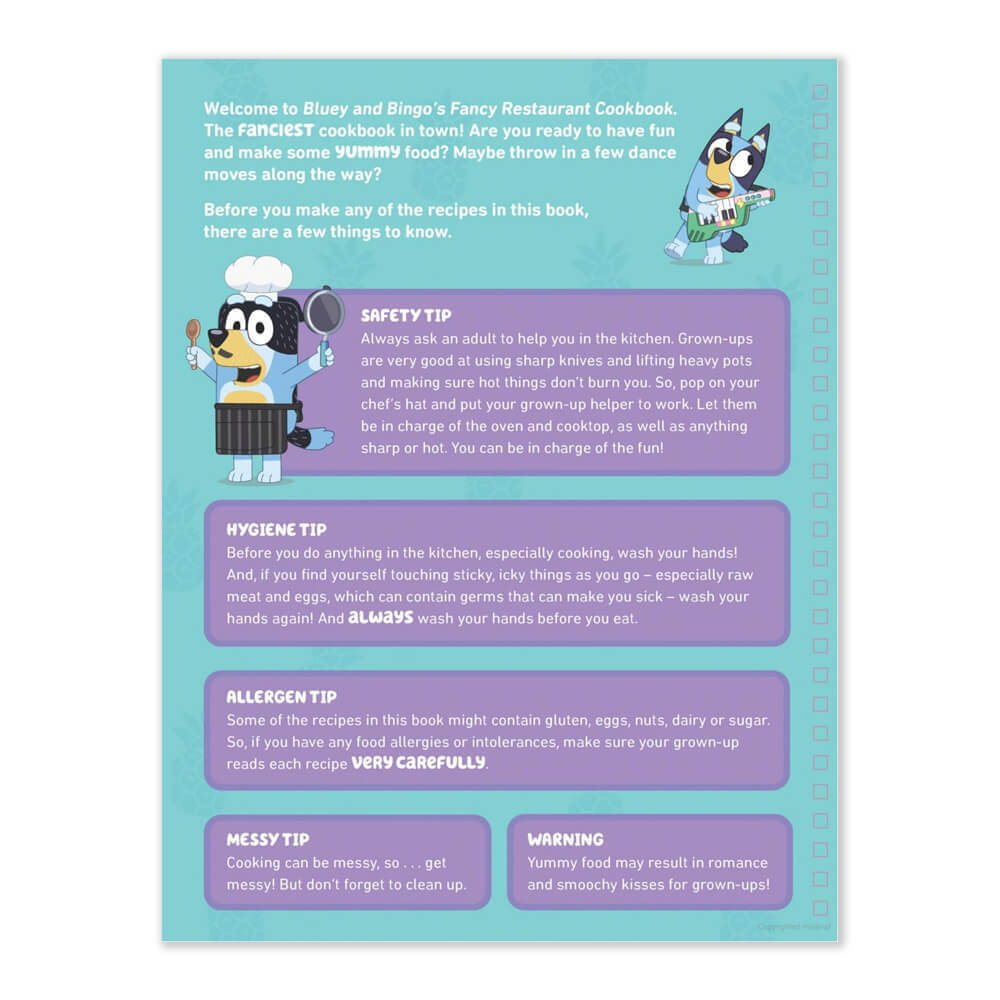 Welcome to Bluey and Bingo's Fancy Restaurant Cookbook.
The FANCIEST cookbook in town! Are you ready to have fun
and make some YUMMY food? Maybe throw in a few dance
moves along the way?
Before you make any of the recipes in this book,
there are a few things to know.
SAFETY TIP
Always ask an adult to help you in the kitchen. Grown-ups
are very good at using sharp knives and lifting heavy pots
and making sure hot things don't burn you. So, pop on your
chef's hat and put your grown-up helper to work. Let them
be in charge of the oven and cooktop, as well as anything
sharp or hot. You can be in charge of the fun!
HYGIENE TIP
Before you do anything in the kitchen, especially cooking, wash your hands!
And, if you find yourself touching sticky, icky things as you go – especially raw
meat and eggs, which can contain germs that can make you sick – wash your
hands again! And ALWAYS wash your hands before you eat.
ALLERGEN TIP
Some of the recipes in this book might contain gluten, eggs, nuts, dairy or sugar.
So, if you have any food allergies or intolerances, make sure your grown-up
reads each recipe VERY CAREFULLY.
MESSY TIP
Cooking can be messy, so . . . get
messy! But don't forget to clean up.
WARNING
Yummy food may result in romance
and smoochy kisses for grown-ups!
Copyrighted material